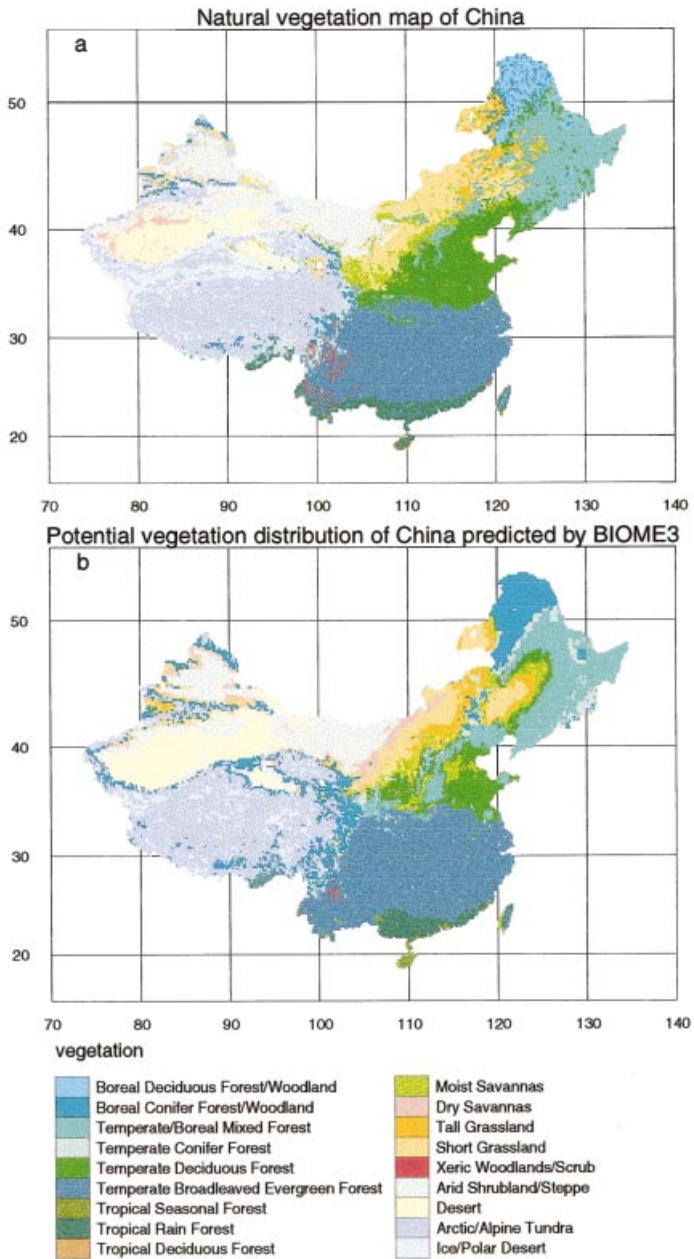 Natural vegetation map of China
a
50
40
30
20
70 80 90 100 110 120 130 140
Potential vegetation distribution of China predicted by BIOME3
b
50
40
30
20
70 80 90 100 110 120 130 140
vegetation
Boreal Deciduous Forest/Woodland
Boreal Conifer Forest/Woodland
Temperate/Boreal Mixed Forest
Temperate Conifer Forest
Temperate Deciduous Forest
Temperate Broadleaved Evergreen Forest
Tropical Seasonal Forest
Tropical Rain Forest
Tropical Deciduous Forest
Moist Savannas
Dry Savannas
Tall Grassland
Short Grassland
Xeric Woodlands/Scrub
Arid Shrubland/Steppe
Desert
Arctic/Alpine Tundra
Ice/Polar Desert